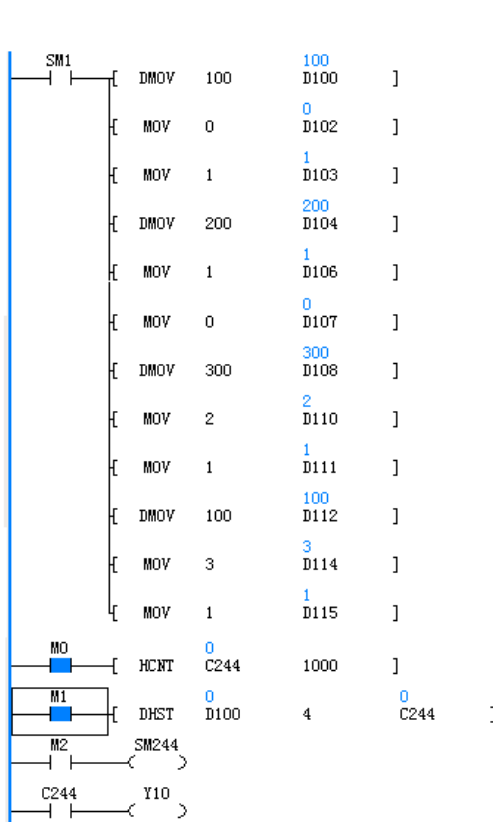 SM1 100
[ DMOV 100 D100 ]
0
[ MOV 0 D102 ]
1
[ MOV 1 D103 ]
200
[ DMOV 200 D104 ]
1
[ MOV 1 D106 ]
0
[ MOV 0 D107 ]
300
[ DMOV 300 D108 ]
2
[ MOV 2 D110 ]
1
[ MOV 1 D111 ]
100
[ DMOV 100 D112 ]
3
[ MOV 3 D114 ]
1
[ MOV 1 D115 ]
M0 0
[ HCNT C244 1000 ]
M1 0 0
[ DHST D100 4 C244 ]
M2 SM244
( )
C244 Y10
( )